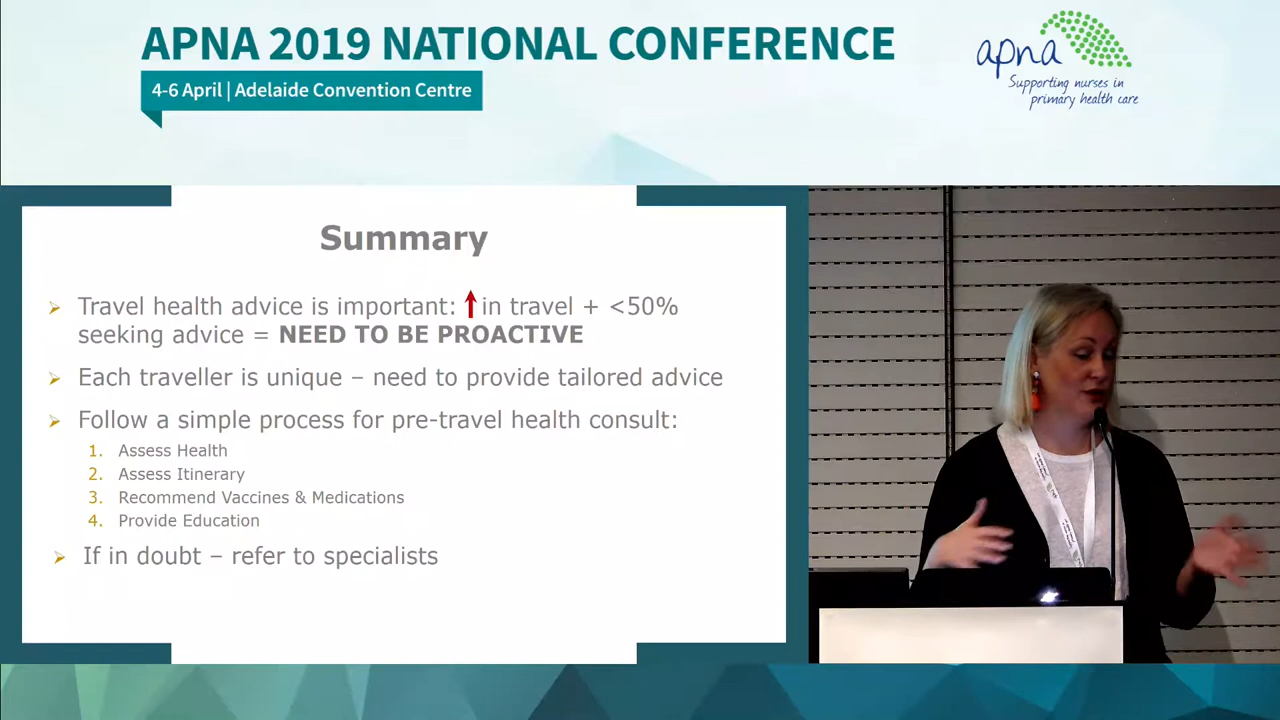 APNA 2019 NATIONAL CONFERENCE
4-6 April | Adelaide Convention Centre
apna
Supporting nurses in
primary health care
Summary
➢ Travel health advice is important: ↑ in travel + <50%
seeking advice = NEED TO BE PROACTIVE
➢ Each traveller is unique – need to provide tailored advice
➢ Follow a simple process for pre-travel health consult:
1. Assess Health
2. Assess Itinerary
3. Recommend Vaccines & Medications
4. Provide Education
➢ If in doubt – refer to specialists